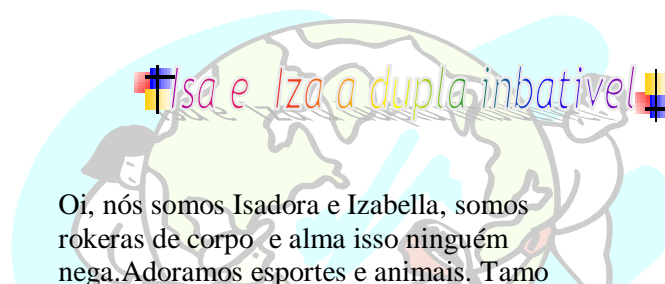 Isa e Iza a dupla inbativel
Oi, nós somos Isadora e Izabella, somos
rokeras de corpo e alma isso ninguém
nega.Adoramos esportes e animais. Tamo